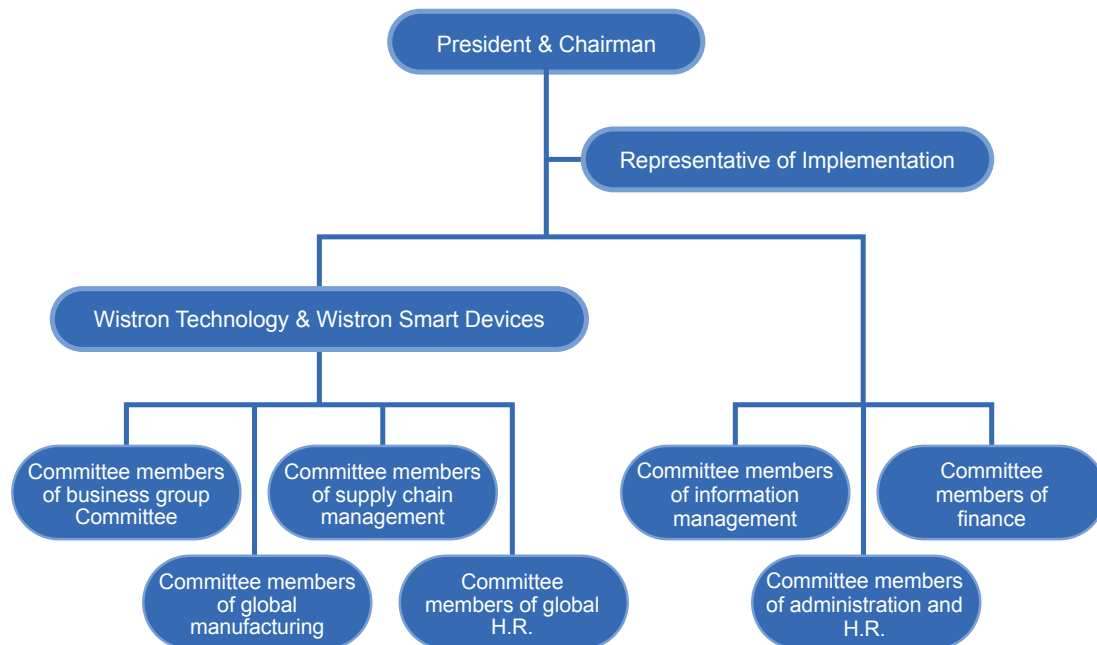 President & Chairman
Representative of Implementation
Wistron Technology & Wistron Smart Devices
Committee members
of business group
Committee
Committee members
of supply chain
management
Committee members
of information
management
Committee
members of
finance
Committee members
of global
manufacturing
Committee
members of global
H.R.
Committee members
of administration and
H.R.